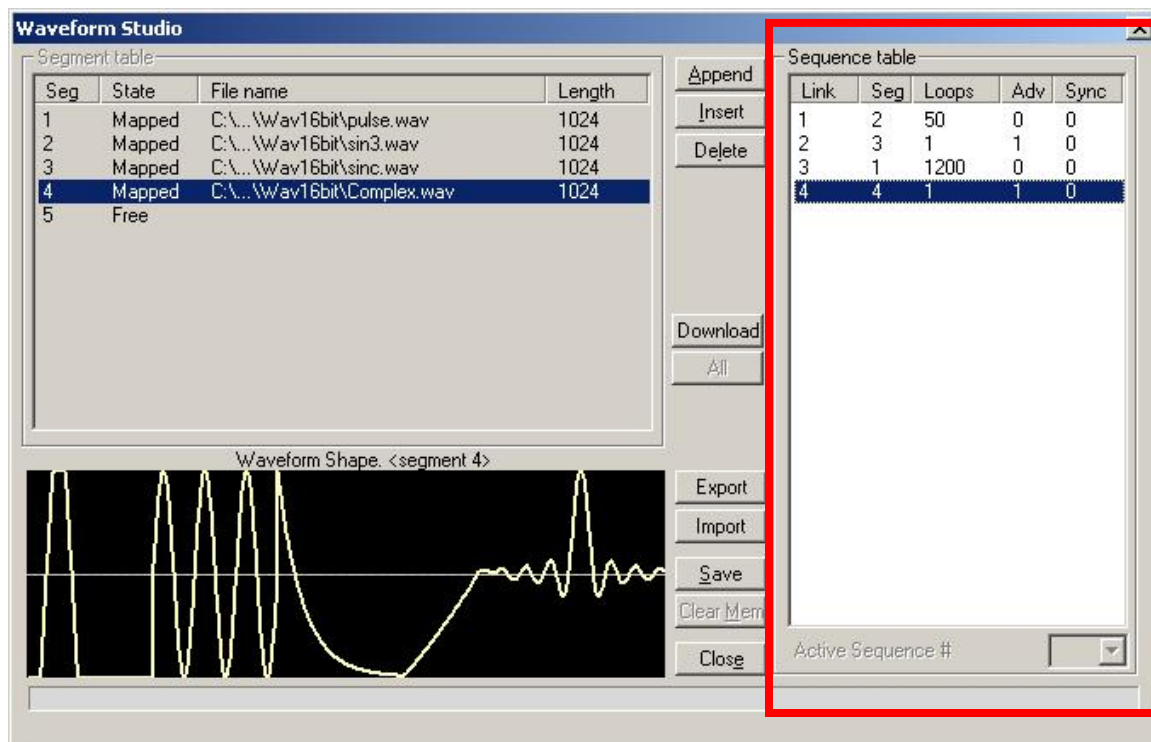 Waveform Studio
Segment table
Seg State File name Length
1 Mapped C:\...\Wav16bit\pulse.wav 1024
2 Mapped C:\...\Wav16bit\sin3.wav 1024
3 Mapped C:\...\Wav16bit\sinc.wav 1024
4 Mapped C:\...\Wav16bit\Complex.wav 1024
5 Free
Waveform Shape. <segment 4>
Append
Insert
Delete
Download
All
Export
Import
Save
Clear Mem
Close
Sequence table
Link Seg Loops Adv Sync
1 2 50 0 0
2 3 1 1 0
3 1 1200 0 0
4 4 1 1 0
Active Sequence #